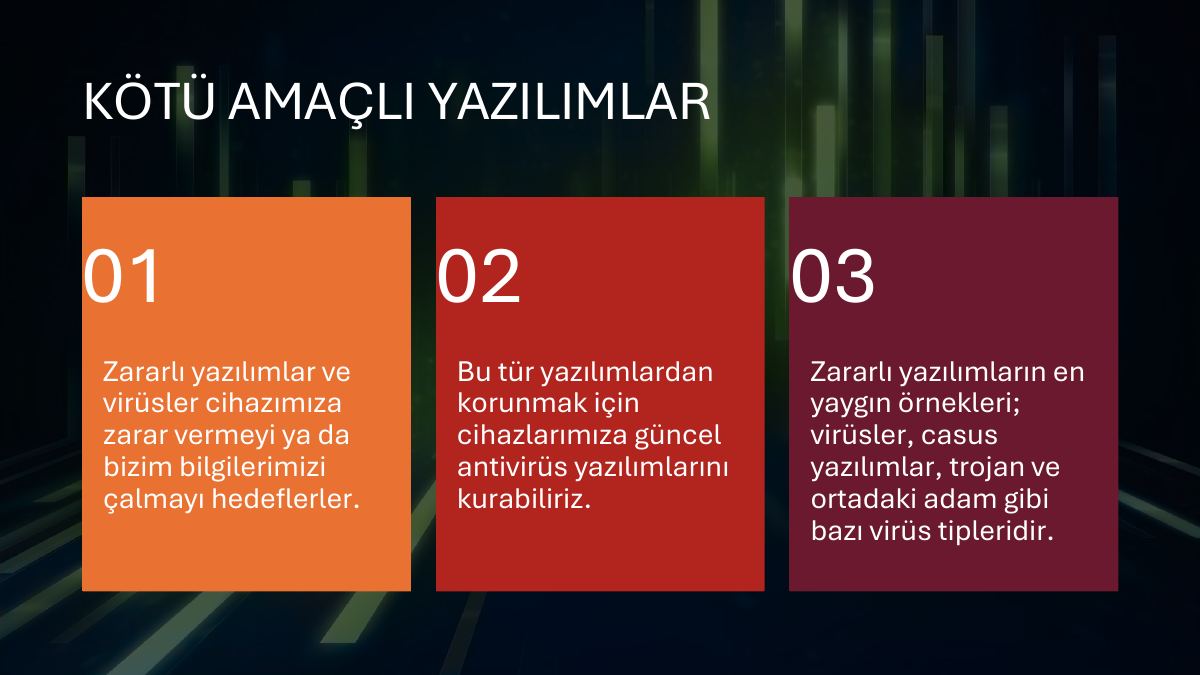 KÖTÜ AMAÇLI YAZILIMLAR
01
Zararlı yazılımlar ve
virüsler cihazımıza
zarar vermeyi ya da
bizim bilgilerimizi
çalmayı hedeflerler.
02
Bu tür yazılımlardan
korunmak için
cihazlarımıza güncel
antivirüs yazılımlarını
kurabiliriz.
03
Zararlı yazılımların en
yaygın örnekleri;
virüsler, casus
yazılımlar, trojan ve
ortadaki adam gibi
bazı virüs tipleridir.